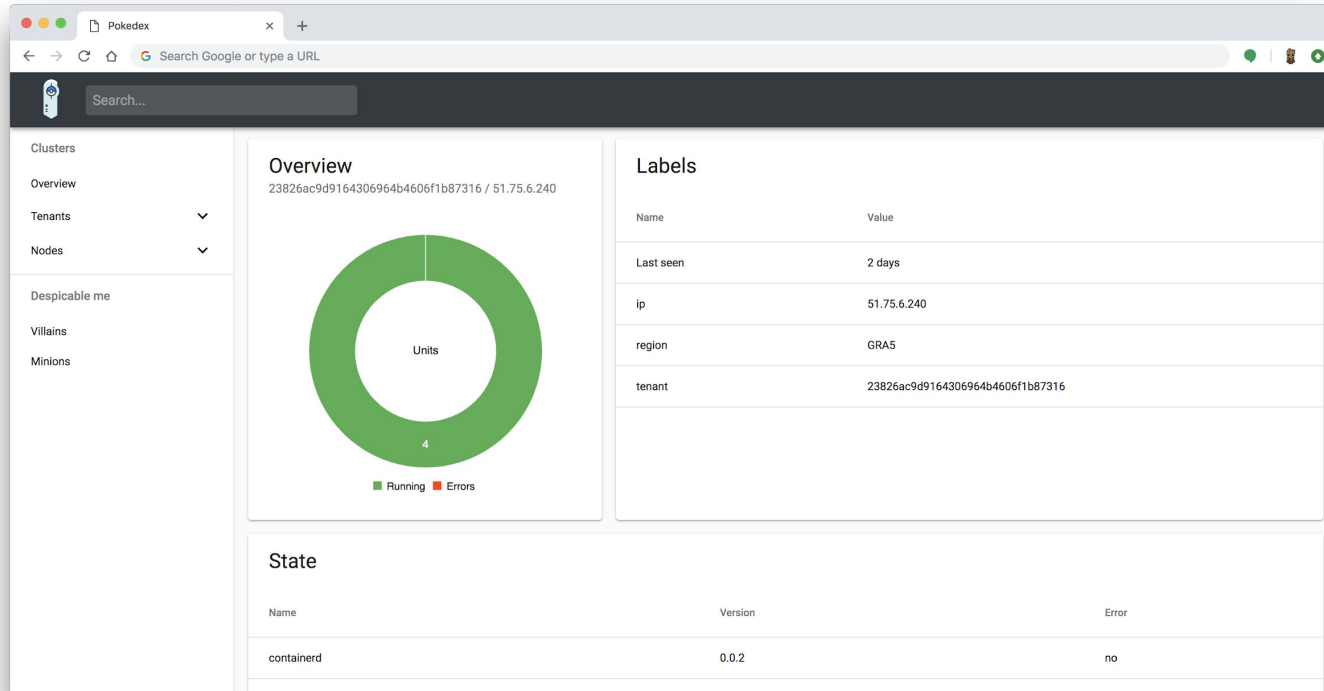 Pokedex
Search Google or type a URL
Search...
Clusters
Overview
Tenants
Nodes
Despicable me
Villains
Minions
Overview
23826ac9d9164306964b4606f1b87316 / 51.75.6.240
Units
4
Running Errors
Labels
Name Value
Last seen 2 days
ip 51.75.6.240
region GRA5
tenant 23826ac9d9164306964b4606f1b87316
State
Name Version Error
containerd 0.0.2 no